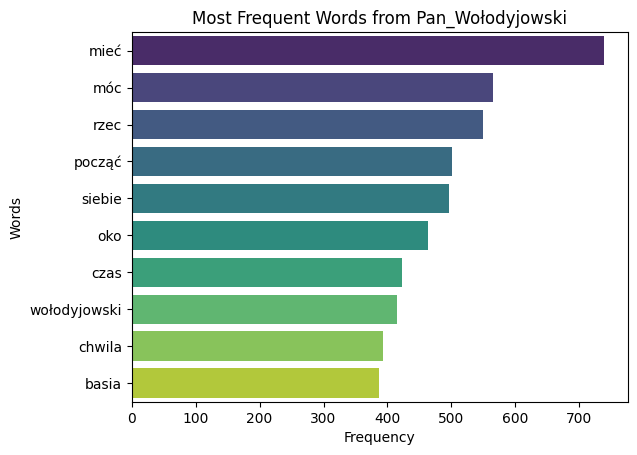 Most Frequent Words from Pan_Wołodyjowski
mieć
móc
rzec
począć
siebie
oko
czas
wołodyjowski
chwila
basia
Words
0 100 200 300 400 500 600 700
Frequency